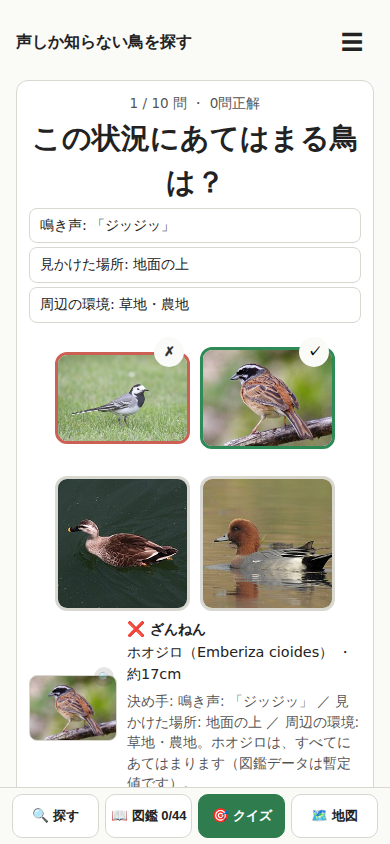 声しか知らない鳥を探す
1 / 10 問 ・ 0問正解
この状況にあてはまる鳥
は？
鳴き声: 「ジッジッ」
見かけた場所: 地面の上
周辺の環境: 草地・農地
✗
✓
❌ ざんねん
ホオジロ（Emberiza cioides） ・
約17cm
決め手: 鳴き声: 「ジッジッ」 ／ 見
かけた場所: 地面の上 ／ 周辺の環境:
草地・農地。ホオジロは、すべてに
あてはまります（図鑑データは暫定
値です）。
🔍 探す
📖 図鑑 0/44
🎯 クイズ
🗺️ 地図